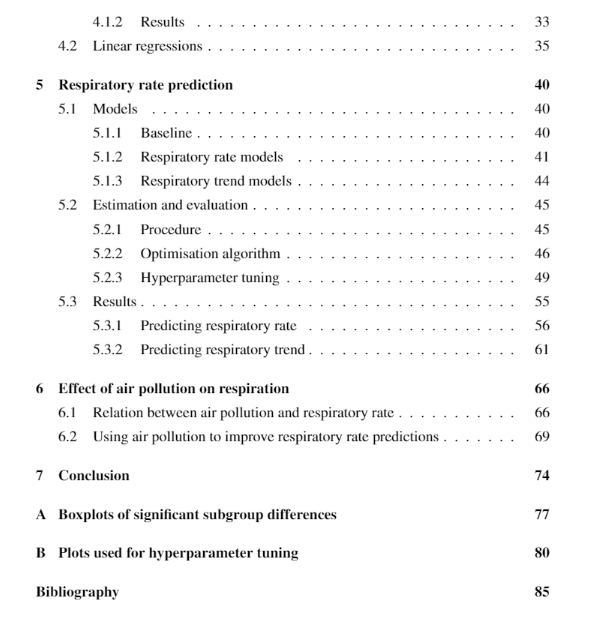 4.1.2 Results . . . . . . . . . . . . . . . . . . . . . . . . . . . . . 33
4.2 Linear regressions . . . . . . . . . . . . . . . . . . . . . . . . . . . . 35
5 Respiratory rate prediction 40
5.1 Models . . . . . . . . . . . . . . . . . . . . . . . . . . . . . . . . . 40
5.1.1 Baseline . . . . . . . . . . . . . . . . . . . . . . . . . . . . . 40
5.1.2 Respiratory rate models . . . . . . . . . . . . . . . . . . . . 41
5.1.3 Respiratory trend models . . . . . . . . . . . . . . . . . . . . 44
5.2 Estimation and evaluation . . . . . . . . . . . . . . . . . . . . . . . . 45
5.2.1 Procedure . . . . . . . . . . . . . . . . . . . . . . . . . . . . 45
5.2.2 Optimisation algorithm . . . . . . . . . . . . . . . . . . . . . 46
5.2.3 Hyperparameter tuning . . . . . . . . . . . . . . . . . . . . . 49
5.3 Results . . . . . . . . . . . . . . . . . . . . . . . . . . . . . . . . . . 55
5.3.1 Predicting respiratory rate . . . . . . . . . . . . . . . . . . . 56
5.3.2 Predicting respiratory trend . . . . . . . . . . . . . . . . . . . 61
6 Effect of air pollution on respiration 66
6.1 Relation between air pollution and respiratory rate . . . . . . . . . . . 66
6.2 Using air pollution to improve respiratory rate predictions . . . . . . . 69
7 Conclusion 74
A Boxplots of significant subgroup differences 77
B Plots used for hyperparameter tuning 80
Bibliography 85